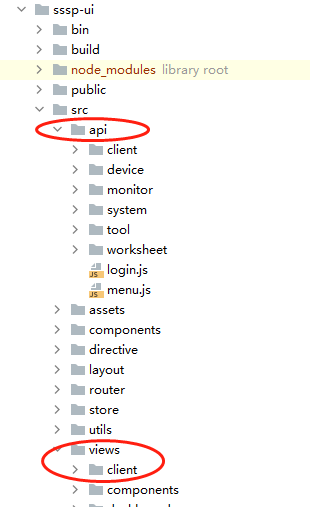 sssp-ui
bin
build
node_modules library root
public
src
api
client
device
monitor
system
tool
worksheet
login.js
menu.js
assets
components
directive
layout
router
store
utils
views
client
components